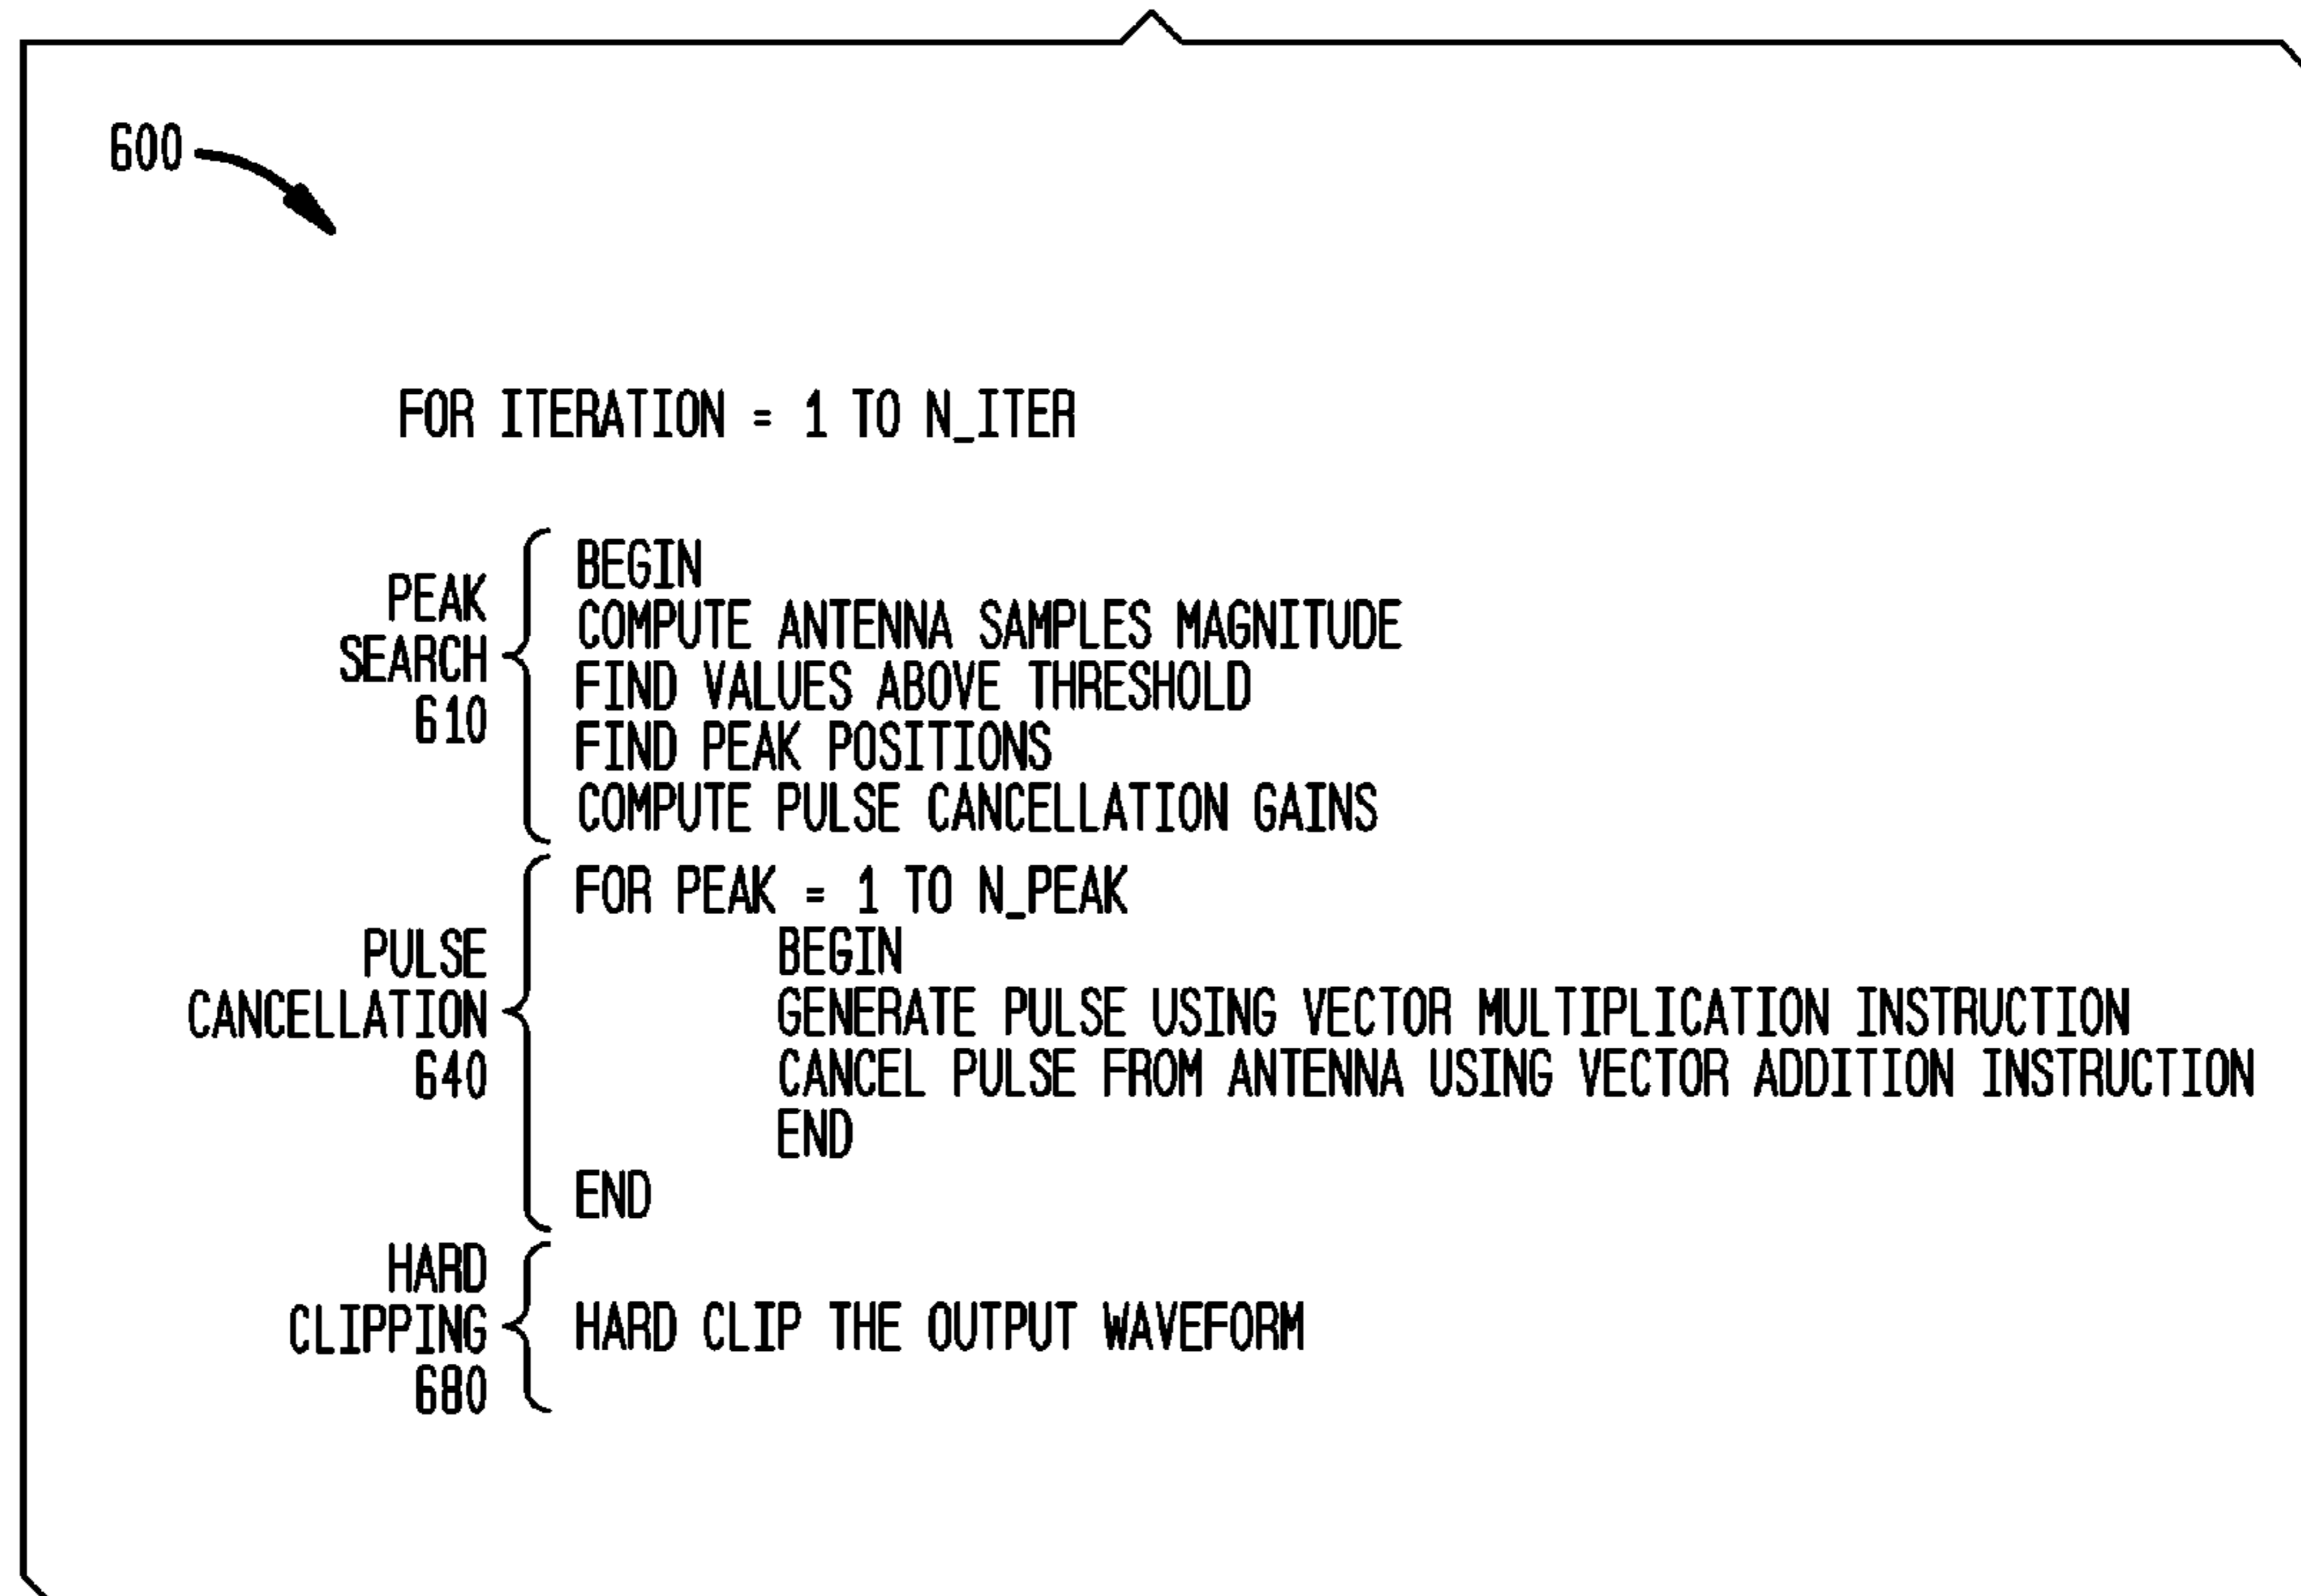 600
FOR ITERATION = 1 TO N_ITER
PEAK
SEARCH
610
BEGIN
COMPUTE ANTENNA SAMPLES MAGNITUDE
FIND VALUES ABOVE THRESHOLD
FIND PEAK POSITIONS
COMPUTE PULSE CANCELLATION GAINS
PULSE
CANCELLATION
640
FOR PEAK = 1 TO N_PEAK
BEGIN
GENERATE PULSE USING VECTOR MULTIPLICATION INSTRUCTION
CANCEL PULSE FROM ANTENNA USING VECTOR ADDITION INSTRUCTION
END
END
HARD
CLIPPING
680
HARD CLIP THE OUTPUT WAVEFORM